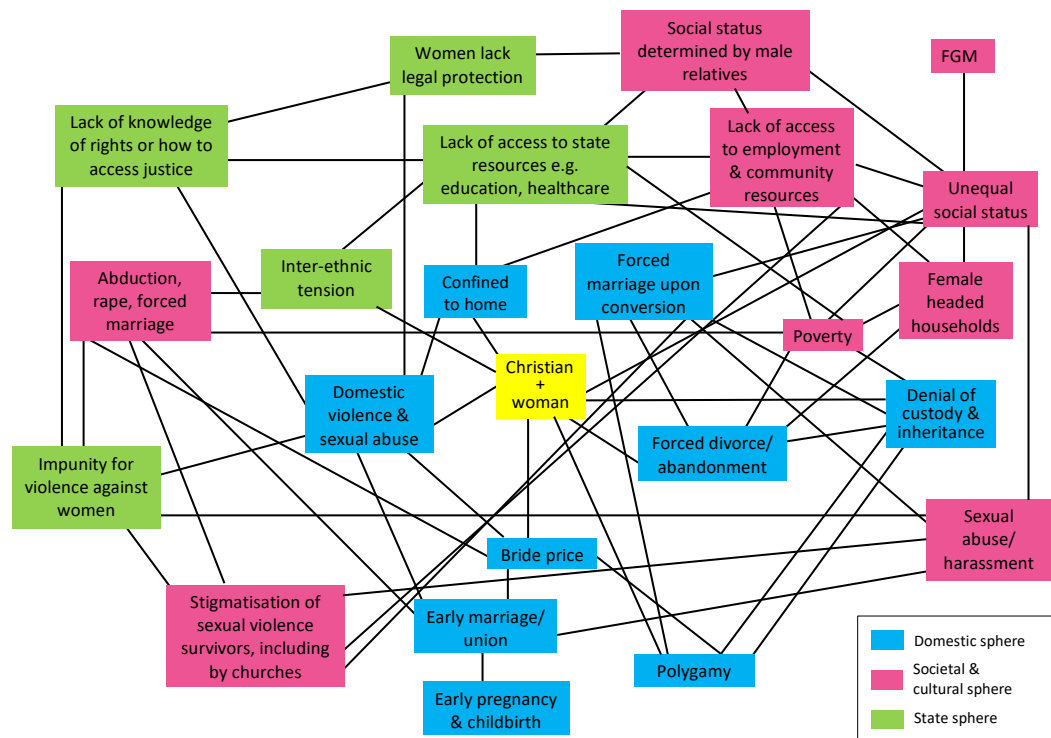 Social status
determined by male
relatives
Women lack
legal protection
FGM
Lack of knowledge
of rights or how to
access justice
Lack of access to state
resources e.g.
education, healthcare
Lack of access
to employment
& community
resources
Unequal
social status
Abduction,
rape, forced
marriage
Inter-ethnic
tension
Confined
to home
Forced
marriage upon
conversion
Female
headed
households
Poverty
Christian
+
woman
Domestic
violence &
sexual abuse
Denial of
custody &
inheritance
Forced divorce/
abandonment
Impunity for
violence against
women
Sexual
abuse/
harassment
Bride price
Stigmatisation of
sexual violence
survivors, including
by churches
Early marriage/
union
Polygamy
Early pregnancy
& childbirth
Domestic sphere
Societal &
cultural sphere
State sphere